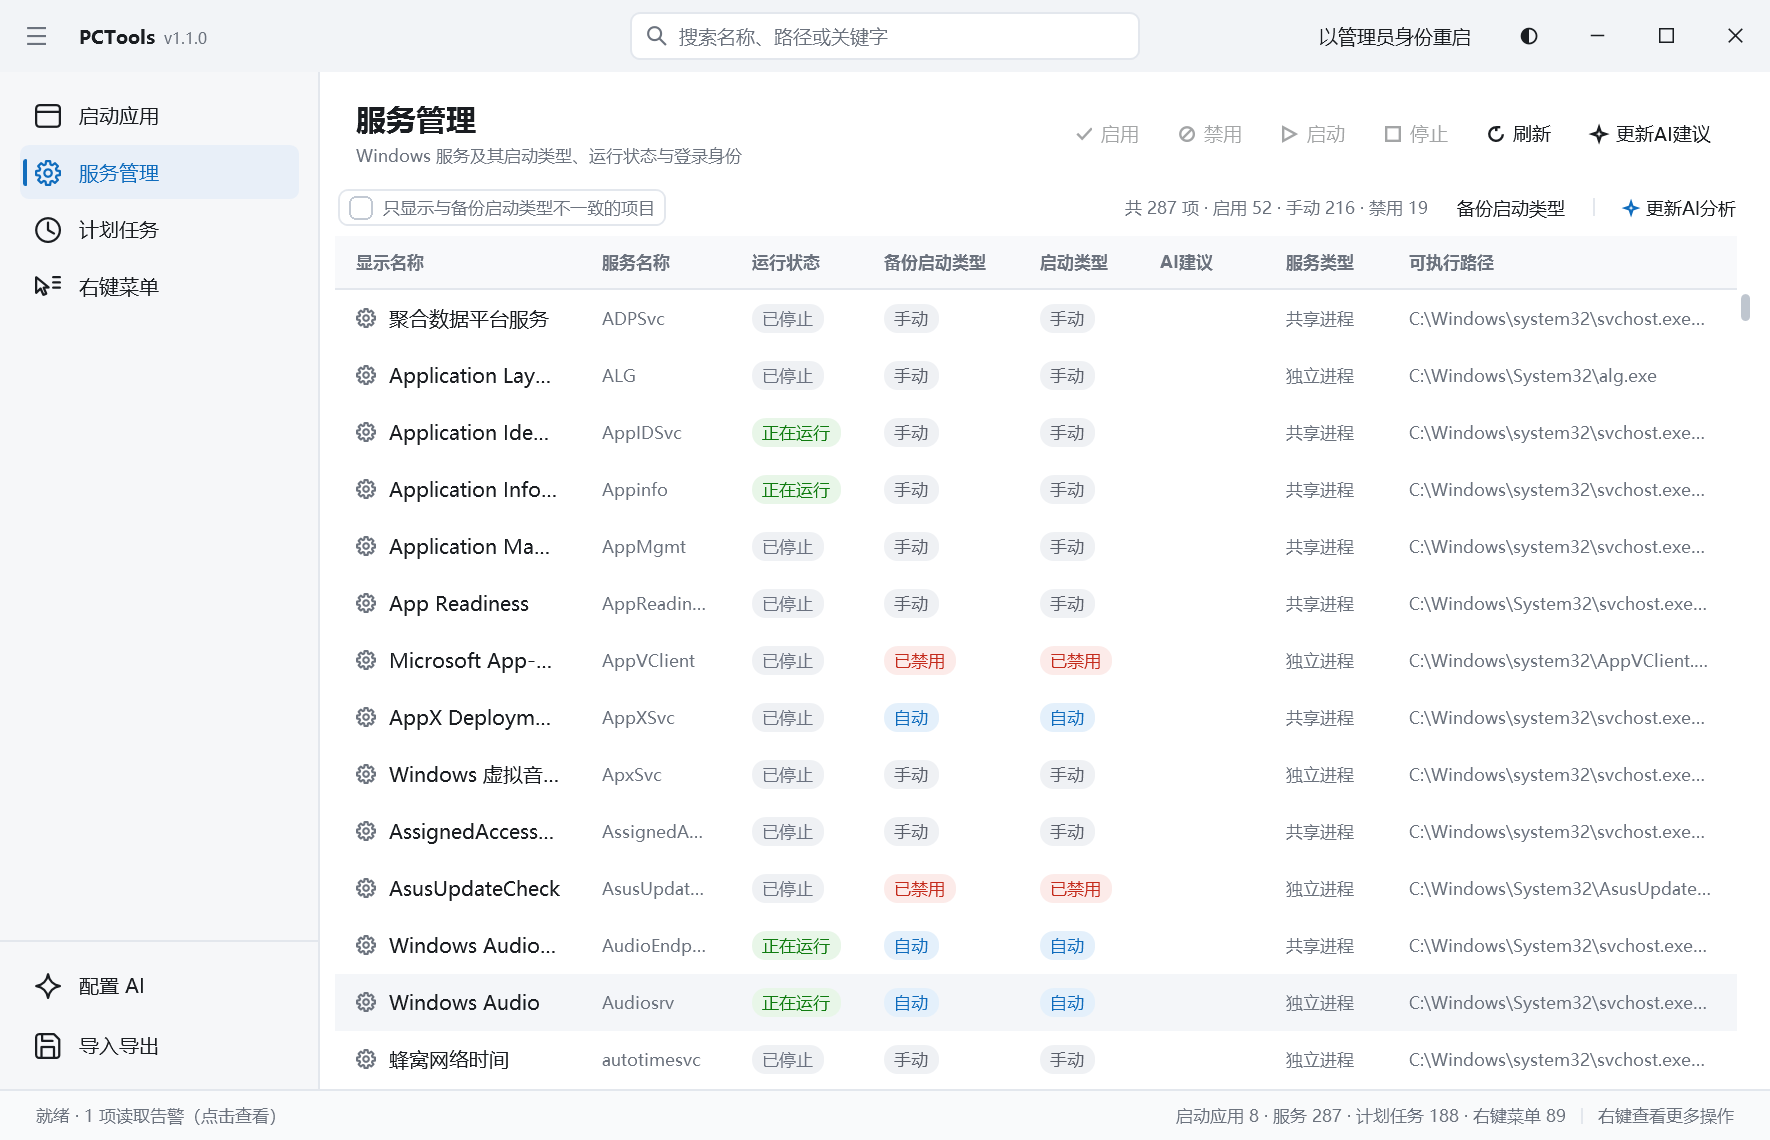 PCTools v1.1.0
搜索名称、路径或关键字
以管理员身份重启
启动应用
服务管理
计划任务
右键菜单
配置 AI
导入导出
服务管理
Windows 服务及其启动类型、运行状态与登录身份
启用 禁用 启动 停止 刷新 更新AI建议
只显示与备份启动类型不一致的项目
共 287 项 · 启用 52 · 手动 216 · 禁用 19 备份启动类型 更新AI分析
显示名称 服务名称 运行状态 备份启动类型 启动类型 AI建议 服务类型 可执行路径
聚合数据平台服务 ADPSvc 已停止 手动 手动 共享进程 C:\Windows\system32\svchost.exe...
Application Lay... ALG 已停止 手动 手动 独立进程 C:\Windows\System32\alg.exe
Application Ide... AppIDSvc 正在运行 手动 手动 共享进程 C:\Windows\system32\svchost.exe...
Application Info... Appinfo 正在运行 手动 手动 共享进程 C:\Windows\system32\svchost.exe...
Application Ma... AppMgmt 已停止 手动 手动 共享进程 C:\Windows\system32\svchost.exe...
App Readiness AppReadin... 已停止 手动 手动 共享进程 C:\Windows\System32\svchost.exe...
Microsoft App-... AppVClient 已停止 已禁用 已禁用 独立进程 C:\Windows\system32\AppVClient....
AppX Deploym... AppXSvc 已停止 自动 自动 共享进程 C:\Windows\system32\svchost.exe...
Windows 虚拟音... ApxSvc 已停止 手动 手动 独立进程 C:\Windows\system32\svchost.exe...
AssignedAccess... AssignedA... 已停止 手动 手动 共享进程 C:\Windows\system32\svchost.exe...
AsusUpdateCheck AsusUpdat... 已停止 已禁用 已禁用 独立进程 C:\Windows\System32\AsusUpdate...
Windows Audio... AudioEndp... 正在运行 自动 自动 共享进程 C:\Windows\System32\svchost.exe...
Windows Audio Audiosrv 正在运行 自动 自动 独立进程 C:\Windows\System32\svchost.exe...
蜂窝网络时间 autotimesvc 已停止 手动 手动 独立进程 C:\Windows\system32\svchost.exe...
就绪 · 1 项读取告警（点击查看）
启动应用 8 · 服务 287 · 计划任务 188 · 右键菜单 89 右键查看更多操作